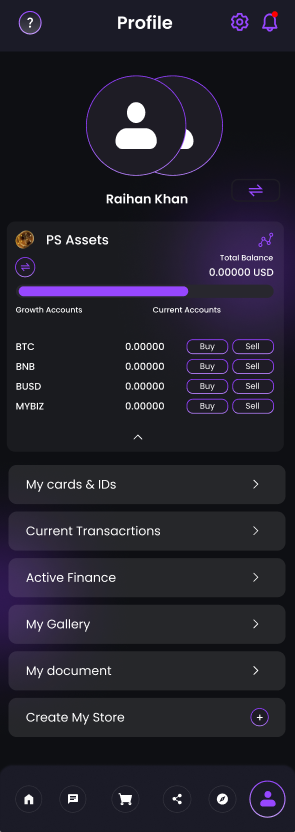 ?
Profile
Raihan Khan
PS Assets
Total Balance
0.00000 USD
Growth Accounts Current Accounts
BTC 0.00000 Buy Sell
BNB 0.00000 Buy Sell
BUSD 0.00000 Buy Sell
MYBIZ 0.00000 Buy Sell
My cards & IDs
Current Transacrtions
Active Finance
My Gallery
My document
Create My Store